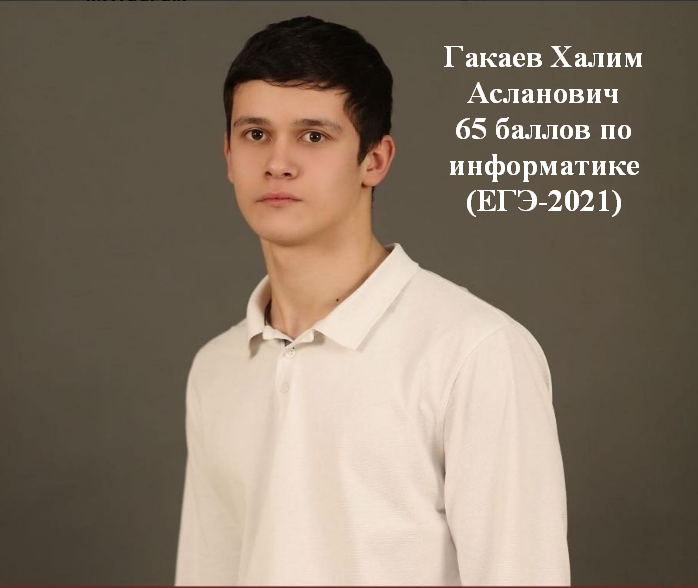 Гакаев Халим
Асланович
65 баллов по
информатике
(ЕГЭ-2021)